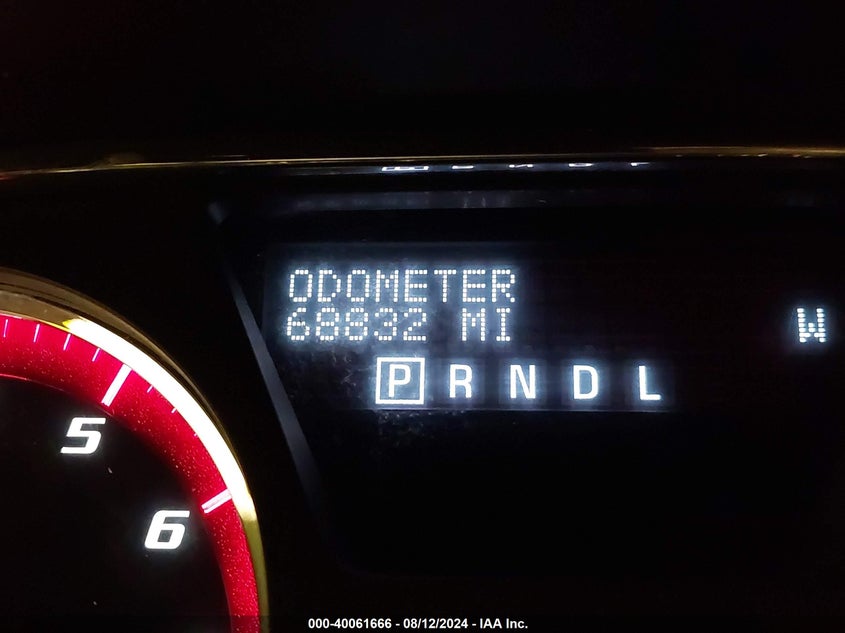 ODOMETER
68832 MI
W
P R N D L
5
6
000-40061666 - 08/12/2024 - IAA Inc.